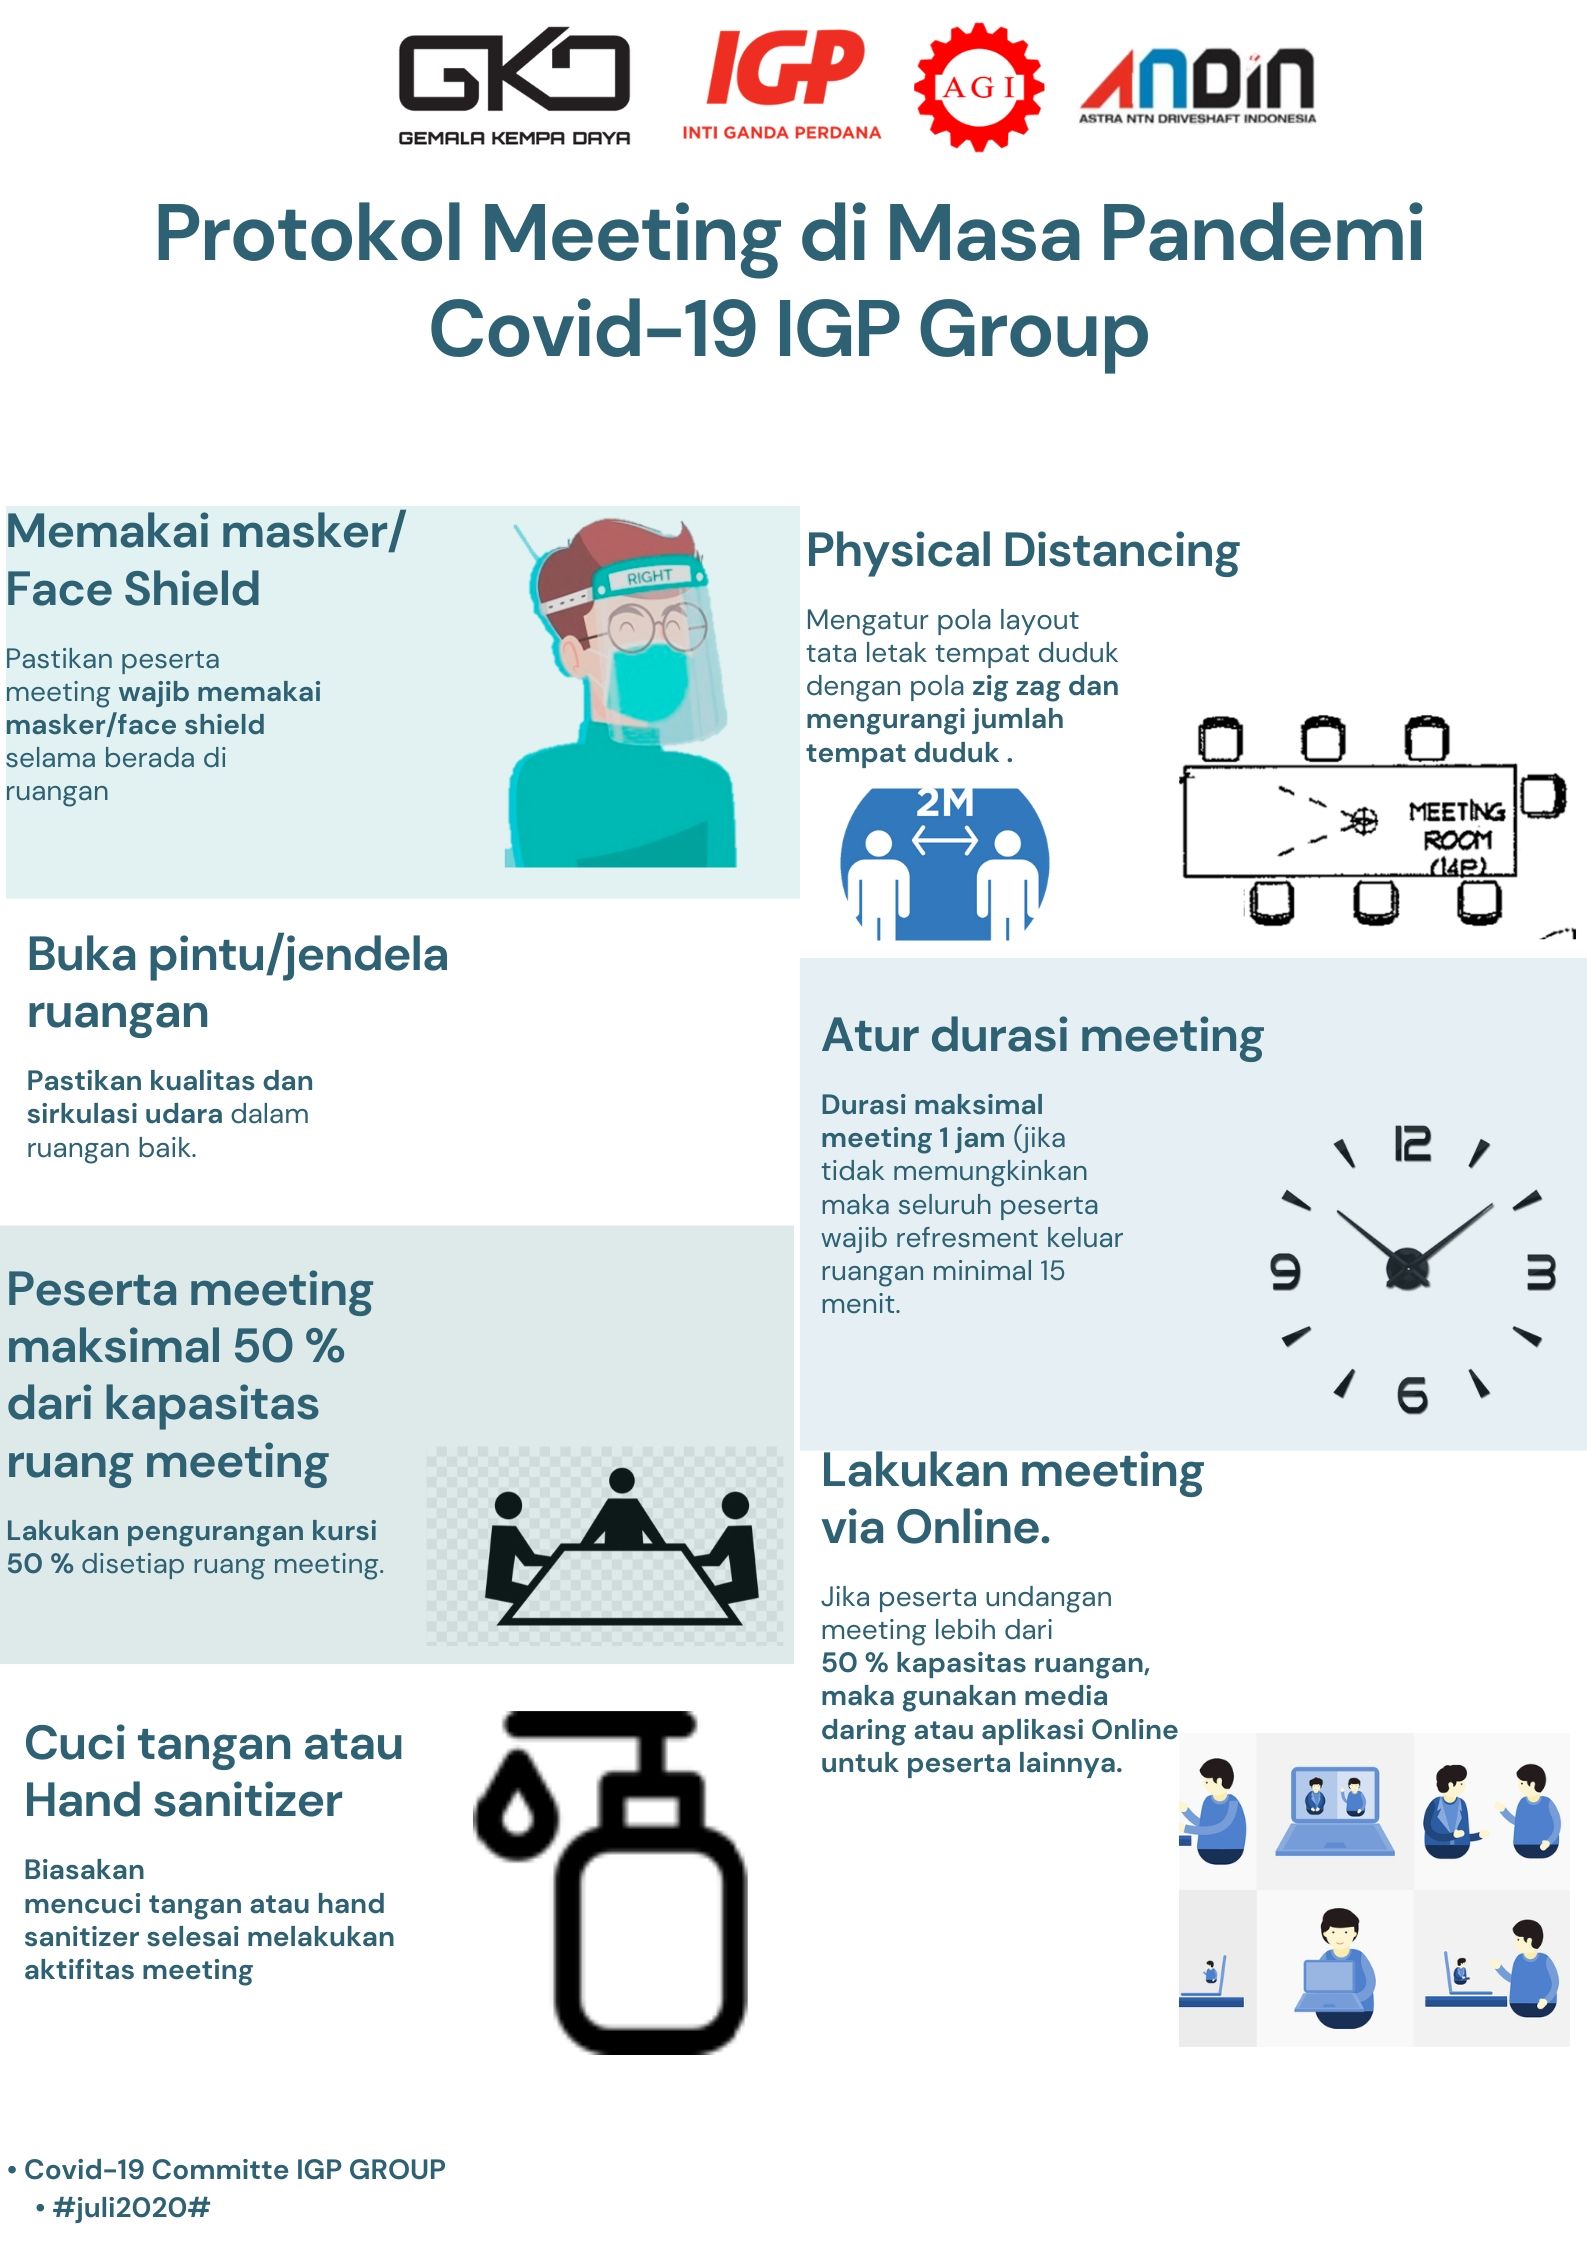 GKD
GEMALA KEMPA DAYA
IGP
INTI GANDA PERDANA
AGI
ANDIN
ASTRA NTN DRIVESHAFT INDONESIA
Protokol Meeting di Masa Pandemi
Covid-19 IGP Group
Memakai masker/
Face Shield
Pastikan peserta
meeting wajib memakai
masker/face shield
selama berada di
ruangan
RIGHT
Physical Distancing
Mengatur pola layout
tata letak tempat duduk
dengan pola zig zag dan
mengurangi jumlah
tempat duduk .
2M
MEETING
ROOM
(14P)
Buka pintu/jendela
ruangan
Pastikan kualitas dan
sirkulasi udara dalam
ruangan baik.
Atur durasi meeting
Durasi maksimal
meeting 1 jam (jika
tidak memungkinkan
maka seluruh peserta
wajib refresment keluar
ruangan minimal 15
menit.
12
9
3
6
Peserta meeting
maksimal 50 %
dari kapasitas
ruang meeting
Lakukan pengurangan kursi
50 % disetiap ruang meeting.
Lakukan meeting
via Online.
Jika peserta undangan
meeting lebih dari
50 % kapasitas ruangan,
maka gunakan media
daring atau aplikasi Online
untuk peserta lainnya.
Cuci tangan atau
Hand sanitizer
Biasakan
mencuci tangan atau hand
sanitizer selesai melakukan
aktifitas meeting
• Covid-19 Committe IGP GROUP
• #juli2020#